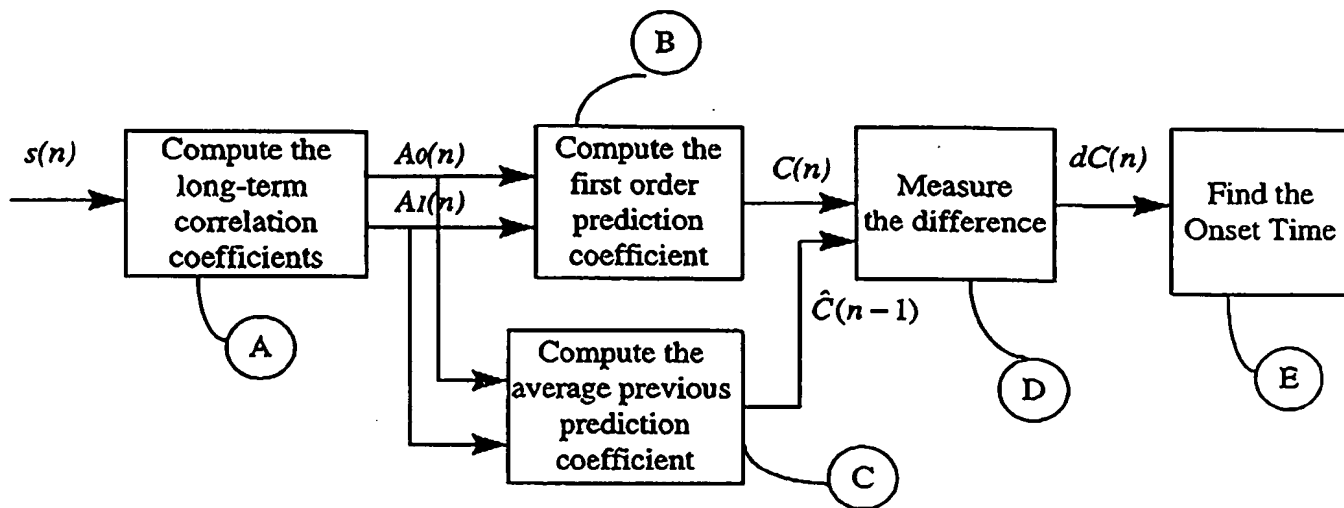 B
s(n)
Compute the
long-term
correlation
coefficients
A0(n)
A1(n)
Compute the
first order
prediction
coefficient
C(n)
Measure
the difference
dC(n)
Find the
Onset Time
Ĉ(n − 1)
A
Compute the
average previous
prediction
coefficient
C
D
E